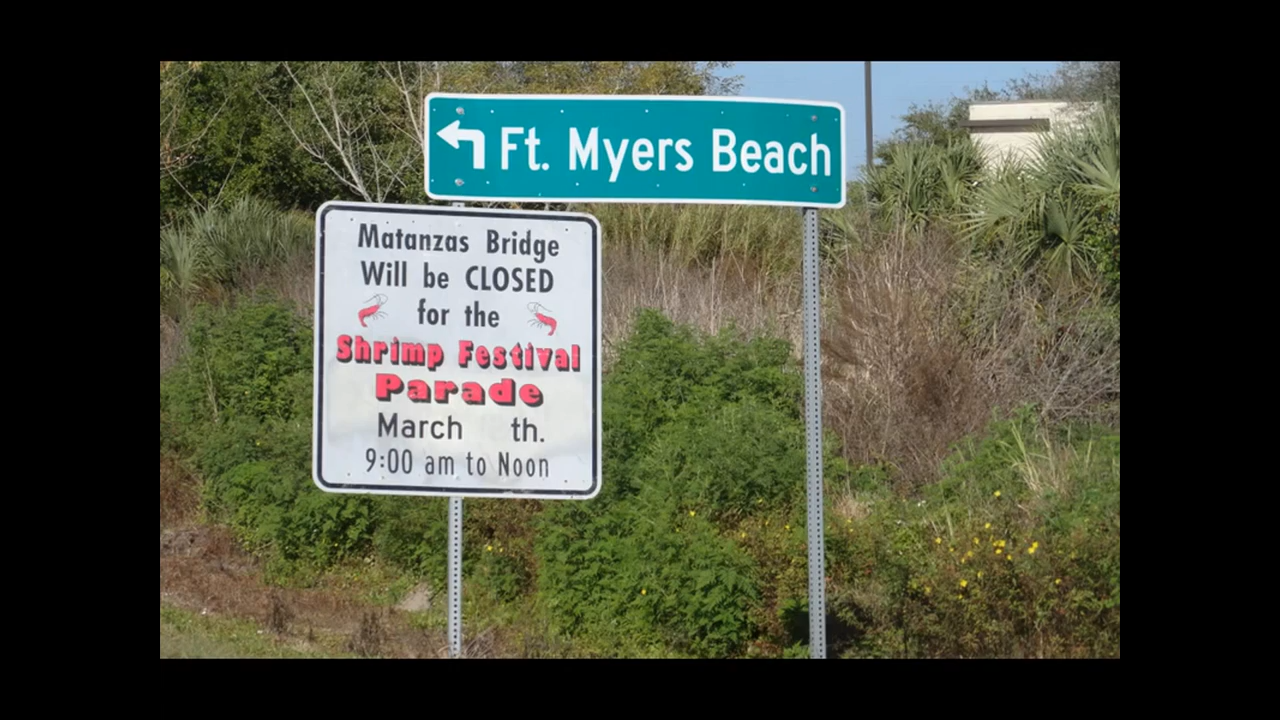 Ft. Myers Beach
Matanzas Bridge
Will be CLOSED
for the
Shrimp Festival
Parade
March th.
9:00 am to Noon